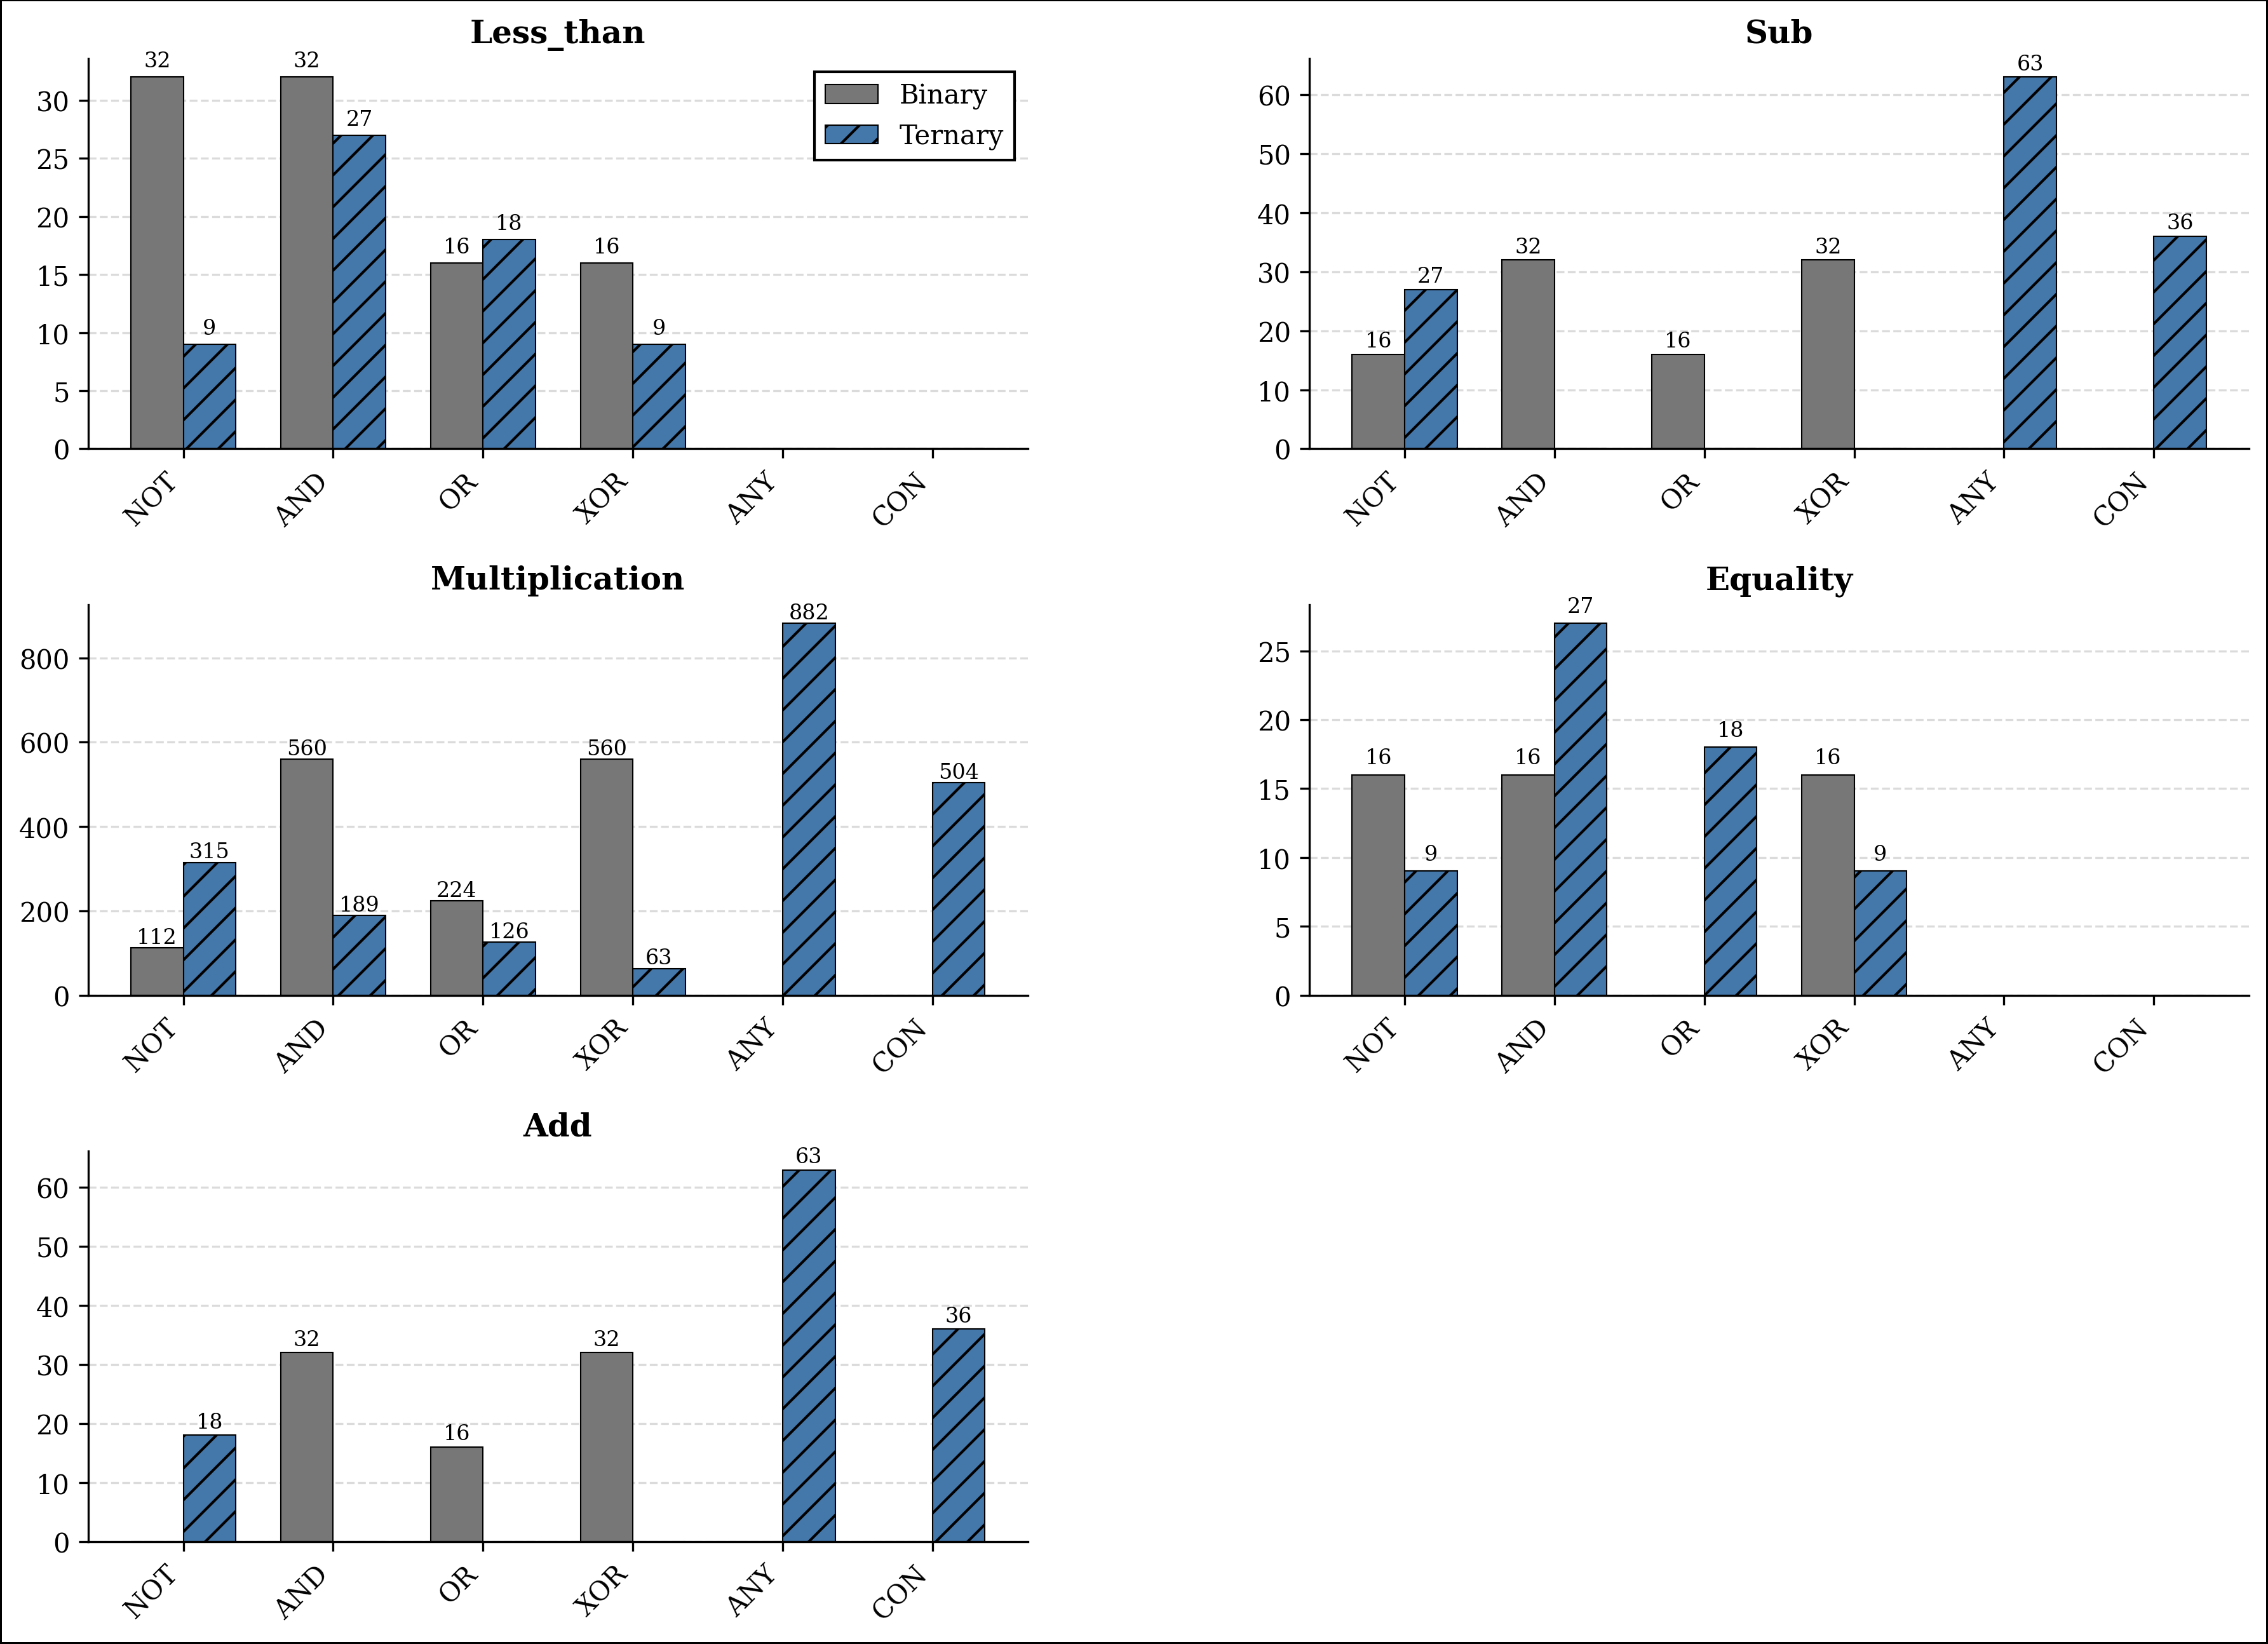 Less_than
32
32
27
16
18
16
9
9
Binary
Ternary
30
25
20
15
10
5
0
NOT
AND
OR
XOR
ANY
CON
Sub
63
36
32
32
27
16
16
60
50
40
30
20
10
0
NOT
AND
OR
XOR
ANY
CON
Multiplication
882
560
560
504
315
224
189
112
126
63
800
600
400
200
0
NOT
AND
OR
XOR
ANY
CON
Equality
27
18
16
16
16
9
9
25
20
15
10
5
0
NOT
AND
OR
XOR
ANY
CON
Add
63
36
32
32
18
16
60
50
40
30
20
10
0
NOT
AND
OR
XOR
ANY
CON